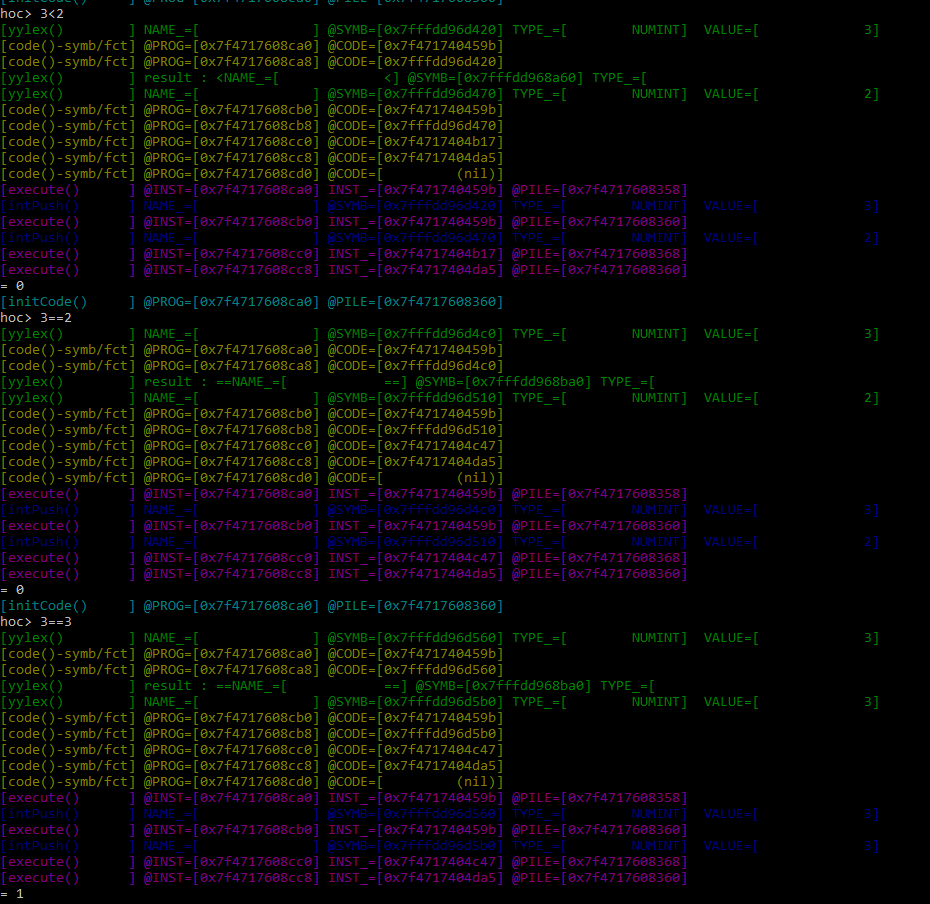 [initCode()     ] @PROG=[0x7f4717608ca0] @PILE=[0x7f4717608360]
hoc> 3<2
[yylex()        ] NAME_=[              ] @SYMB=[0x7fffdd96d420] TYPE_=[        NUMINT]  VALUE=[             3]
[code()-symb/fct] @PROG=[0x7f4717608ca0] @CODE=[0x7f471740459b]
[code()-symb/fct] @PROG=[0x7f4717608ca8] @CODE=[0x7fffdd96d420]
[yylex()        ] result : <NAME_=[             <] @SYMB=[0x7fffdd968a60] TYPE_=[
[yylex()        ] NAME_=[              ] @SYMB=[0x7fffdd96d470] TYPE_=[        NUMINT]  VALUE=[             2]
[code()-symb/fct] @PROG=[0x7f4717608cb0] @CODE=[0x7f471740459b]
[code()-symb/fct] @PROG=[0x7f4717608cb8] @CODE=[0x7fffdd96d470]
[code()-symb/fct] @PROG=[0x7f4717608cc0] @CODE=[0x7f4717404b17]
[code()-symb/fct] @PROG=[0x7f4717608cc8] @CODE=[0x7f4717404da5]
[code()-symb/fct] @PROG=[0x7f4717608cd0] @CODE=[         (nil)]
[execute()      ] @INST=[0x7f4717608ca0] INST_=[0x7f471740459b] @PILE=[0x7f4717608358]
[intPush()      ] NAME_=[              ] @SYMB=[0x7fffdd96d420] TYPE_=[        NUMINT]  VALUE=[             3]
[execute()      ] @INST=[0x7f4717608cb0] INST_=[0x7f471740459b] @PILE=[0x7f4717608360]
[intPush()      ] NAME_=[              ] @SYMB=[0x7fffdd96d470] TYPE_=[        NUMINT]  VALUE=[             2]
[execute()      ] @INST=[0x7f4717608cc0] INST_=[0x7f4717404b17] @PILE=[0x7f4717608368]
[execute()      ] @INST=[0x7f4717608cc8] INST_=[0x7f4717404da5] @PILE=[0x7f4717608360]
= 0
[initCode()     ] @PROG=[0x7f4717608ca0] @PILE=[0x7f4717608360]
hoc> 3==2
[yylex()        ] NAME_=[              ] @SYMB=[0x7fffdd96d4c0] TYPE_=[        NUMINT]  VALUE=[             3]
[code()-symb/fct] @PROG=[0x7f4717608ca0] @CODE=[0x7f471740459b]
[code()-symb/fct] @PROG=[0x7f4717608ca8] @CODE=[0x7fffdd96d4c0]
[yylex()        ] result : ==NAME_=[            ==] @SYMB=[0x7fffdd968ba0] TYPE_=[
[yylex()        ] NAME_=[              ] @SYMB=[0x7fffdd96d510] TYPE_=[        NUMINT]  VALUE=[             2]
[code()-symb/fct] @PROG=[0x7f4717608cb0] @CODE=[0x7f471740459b]
[code()-symb/fct] @PROG=[0x7f4717608cb8] @CODE=[0x7fffdd96d510]
[code()-symb/fct] @PROG=[0x7f4717608cc0] @CODE=[0x7f4717404c47]
[code()-symb/fct] @PROG=[0x7f4717608cc8] @CODE=[0x7f4717404da5]
[code()-symb/fct] @PROG=[0x7f4717608cd0] @CODE=[         (nil)]
[execute()      ] @INST=[0x7f4717608ca0] INST_=[0x7f471740459b] @PILE=[0x7f4717608358]
[intPush()      ] NAME_=[              ] @SYMB=[0x7fffdd96d4c0] TYPE_=[        NUMINT]  VALUE=[             3]
[execute()      ] @INST=[0x7f4717608cb0] INST_=[0x7f471740459b] @PILE=[0x7f4717608360]
[intPush()      ] NAME_=[              ] @SYMB=[0x7fffdd96d510] TYPE_=[        NUMINT]  VALUE=[             2]
[execute()      ] @INST=[0x7f4717608cc0] INST_=[0x7f4717404c47] @PILE=[0x7f4717608368]
[execute()      ] @INST=[0x7f4717608cc8] INST_=[0x7f4717404da5] @PILE=[0x7f4717608360]
= 0
[initCode()     ] @PROG=[0x7f4717608ca0] @PILE=[0x7f4717608360]
hoc> 3==3
[yylex()        ] NAME_=[              ] @SYMB=[0x7fffdd96d560] TYPE_=[        NUMINT]  VALUE=[             3]
[code()-symb/fct] @PROG=[0x7f4717608ca0] @CODE=[0x7f471740459b]
[code()-symb/fct] @PROG=[0x7f4717608ca8] @CODE=[0x7fffdd96d560]
[yylex()        ] result : ==NAME_=[            ==] @SYMB=[0x7fffdd968ba0] TYPE_=[
[yylex()        ] NAME_=[              ] @SYMB=[0x7fffdd96d5b0] TYPE_=[        NUMINT]  VALUE=[             3]
[code()-symb/fct] @PROG=[0x7f4717608cb0] @CODE=[0x7f471740459b]
[code()-symb/fct] @PROG=[0x7f4717608cb8] @CODE=[0x7fffdd96d5b0]
[code()-symb/fct] @PROG=[0x7f4717608cc0] @CODE=[0x7f4717404c47]
[code()-symb/fct] @PROG=[0x7f4717608cc8] @CODE=[0x7f4717404da5]
[code()-symb/fct] @PROG=[0x7f4717608cd0] @CODE=[         (nil)]
[execute()      ] @INST=[0x7f4717608ca0] INST_=[0x7f471740459b] @PILE=[0x7f4717608358]
[intPush()      ] NAME_=[              ] @SYMB=[0x7fffdd96d560] TYPE_=[        NUMINT]  VALUE=[             3]
[execute()      ] @INST=[0x7f4717608cb0] INST_=[0x7f471740459b] @PILE=[0x7f4717608360]
[intPush()      ] NAME_=[              ] @SYMB=[0x7fffdd96d5b0] TYPE_=[        NUMINT]  VALUE=[             3]
[execute()      ] @INST=[0x7f4717608cc0] INST_=[0x7f4717404c47] @PILE=[0x7f4717608368]
[execute()      ] @INST=[0x7f4717608cc8] INST_=[0x7f4717404da5] @PILE=[0x7f4717608360]
= 1